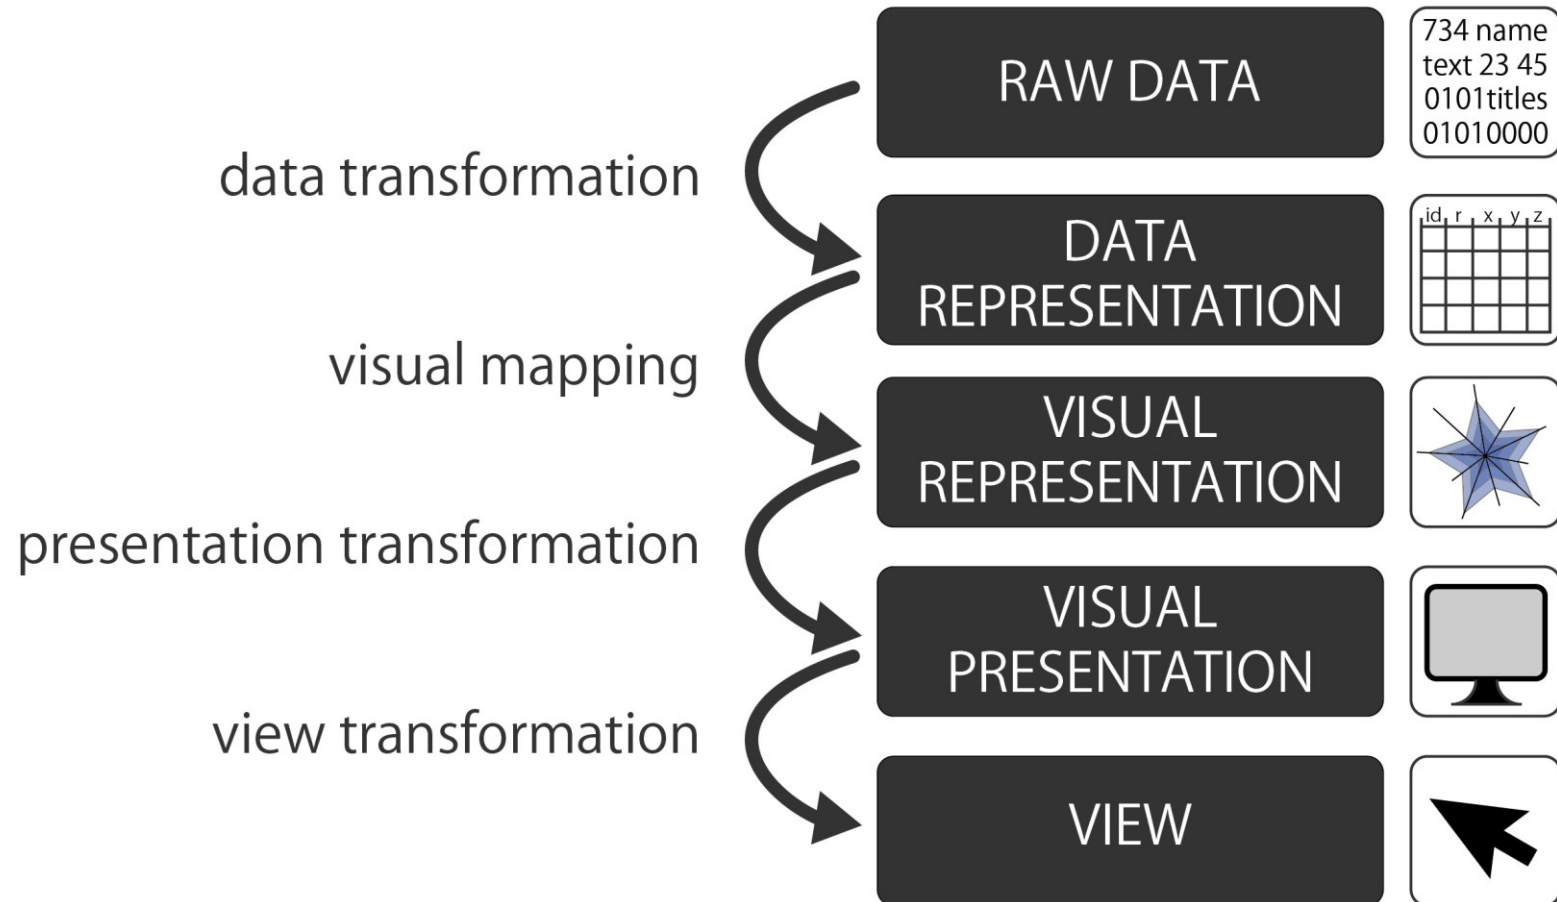 RAW DATA
734 name
text 23 45
0101titles
01010000
data transformation
DATA
REPRESENTATION
id r x y z
visual mapping
VISUAL
REPRESENTATION
presentation transformation
VISUAL
PRESENTATION
view transformation
VIEW